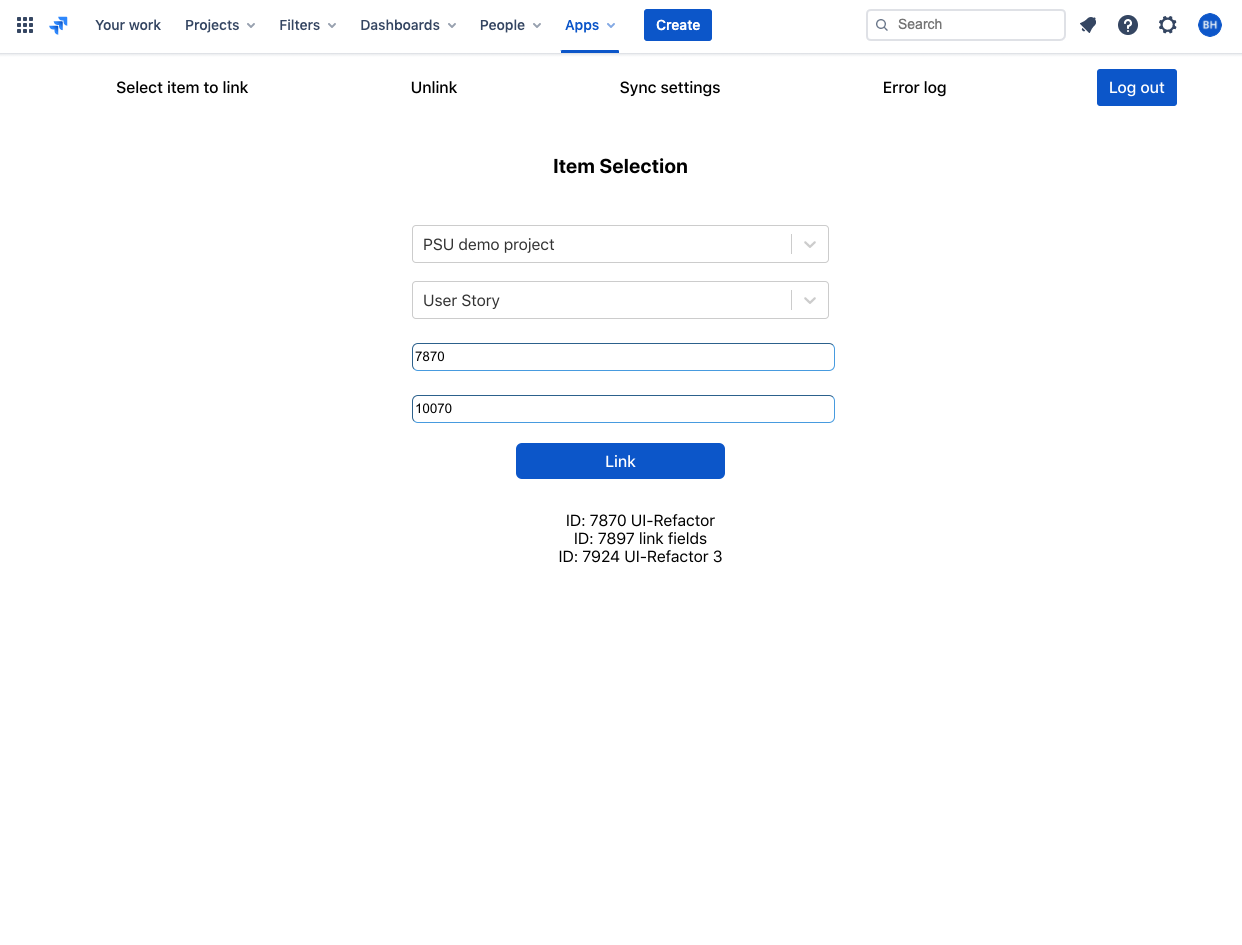 Your work Projects Filters Dashboards People Apps Create Search BH
Select item to link Unlink Sync settings Error log Log out
Item Selection
PSU demo project
User Story
7870
10070
Link
ID: 7870 UI-Refactor
ID: 7897 link fields
ID: 7924 UI-Refactor 3